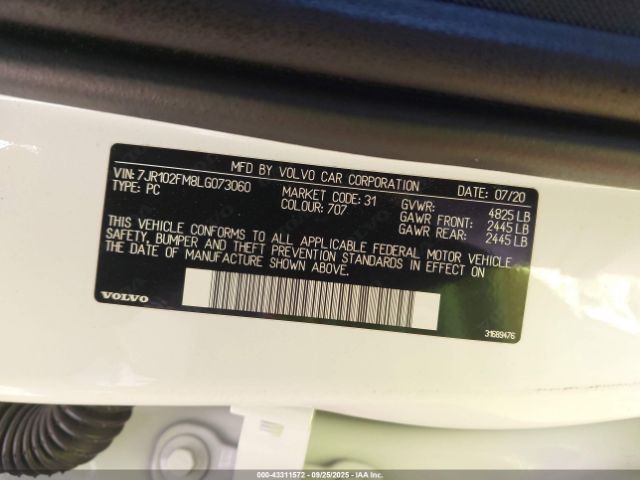 MFD BY VOLVO CAR CORPORATION DATE: 07/20
VIN: 7JR102FM8LG073060 MARKET CODE: 31 GVWR: 4825 LB
TYPE: PC COLOUR: 707 GAWR FRONT: 2445 LB
GAWR REAR: 2445 LB
THIS VEHICLE CONFORMS TO ALL APPLICABLE FEDERAL MOTOR VEHICLE
SAFETY, BUMPER AND THEFT PREVENTION STANDARDS IN EFFECT ON
THE DATE OF MANUFACTURE SHOWN ABOVE.
VOLVO
31689476
000-43311572 - 09/25/2025 - IAAI.COM